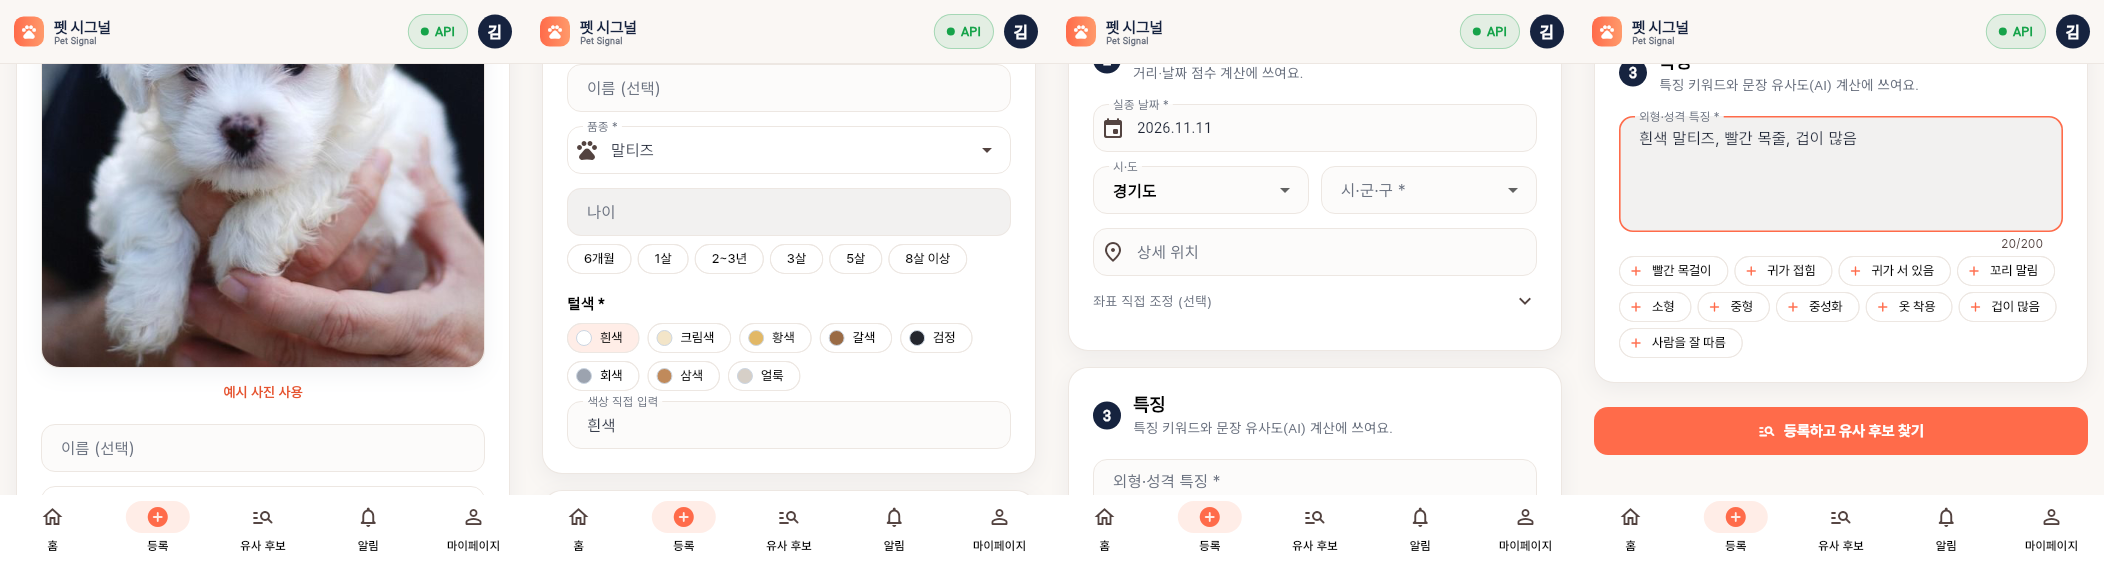 펫 시그널
Pet Signal
API
김
예시 사진 사용
이름 (선택)
홈
등록
유사 후보
알림
마이페이지
펫 시그널
Pet Signal
API
김
이름 (선택)
품종 *
말티즈
나이
6개월
1살
2~3년
3살
5살
8살 이상
털색 *
흰색
크림색
황색
갈색
검정
회색
삼색
얼룩
색상 직접 입력
흰색
홈
등록
유사 후보
알림
마이페이지
펫 시그널
Pet Signal
API
김
거리·날짜 점수 계산에 쓰여요.
실종 날짜 *
2026.11.11
시·도
경기도
시·군·구 *
상세 위치
좌표 직접 조정 (선택)
3
특징
특징 키워드와 문장 유사도(AI) 계산에 쓰여요.
외형·성격 특징 *
홈
등록
유사 후보
알림
마이페이지
펫 시그널
Pet Signal
API
김
3
특징
특징 키워드와 문장 유사도(AI) 계산에 쓰여요.
외형·성격 특징 *
흰색 말티즈, 빨간 목줄, 겁이 많음
20/200
+ 빨간 목걸이
+ 귀가 접힘
+ 귀가 서 있음
+ 꼬리 말림
+ 소형
+ 중형
+ 중성화
+ 옷 착용
+ 겁이 많음
+ 사람을 잘 따름
등록하고 유사 후보 찾기
홈
등록
유사 후보
알림
마이페이지